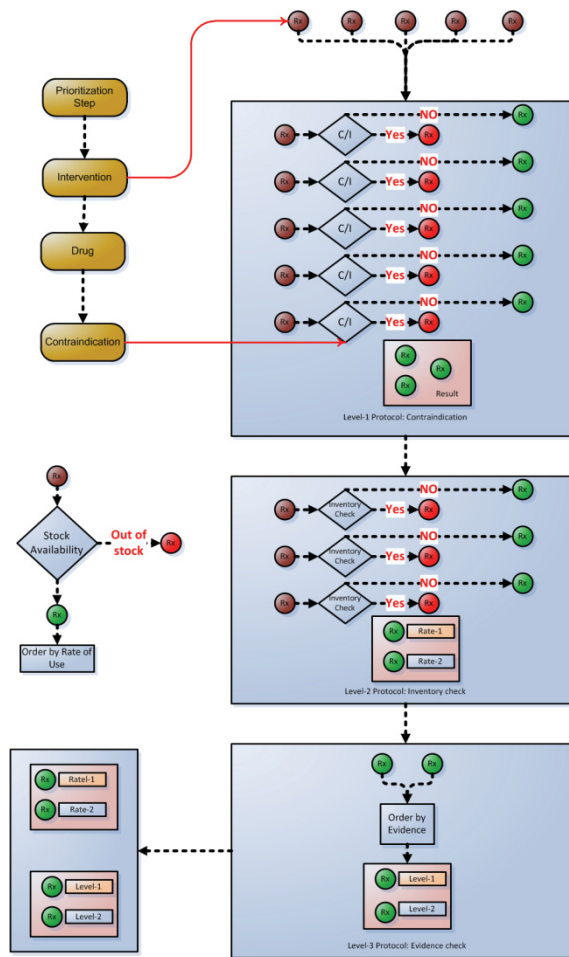 Rx Rx Rx Rx Rx
Prioritization
Step
Intervention
Drug
Contraindication
NO Rx
Rx C/I Yes Rx
NO Rx
Rx C/I Yes Rx
NO Rx
Rx C/I Yes Rx
NO Rx
Rx C/I Yes Rx
NO Rx
Rx C/I Yes Rx
Rx
Rx
Rx
Result
Level-1 Protocol: Contraindication
Rx
Stock
Availability
Out of
stock
Rx
Rx
Order by Rate of
Use
NO Rx
Rx Inventory
Check Yes Rx
NO Rx
Rx Inventory
Check Yes Rx
NO Rx
Rx Inventory
Check Yes Rx
Rx Rate-1
Rx Rate-2
Level-2 Protocol: Inventory check
Rx Rx
Order by
Evidence
Rx Level-1
Rx Level-2
Level-3 Protocol: Evidence check
Rx Ratel-1
Rx Rate-2
Rx Level-1
Rx Level-2